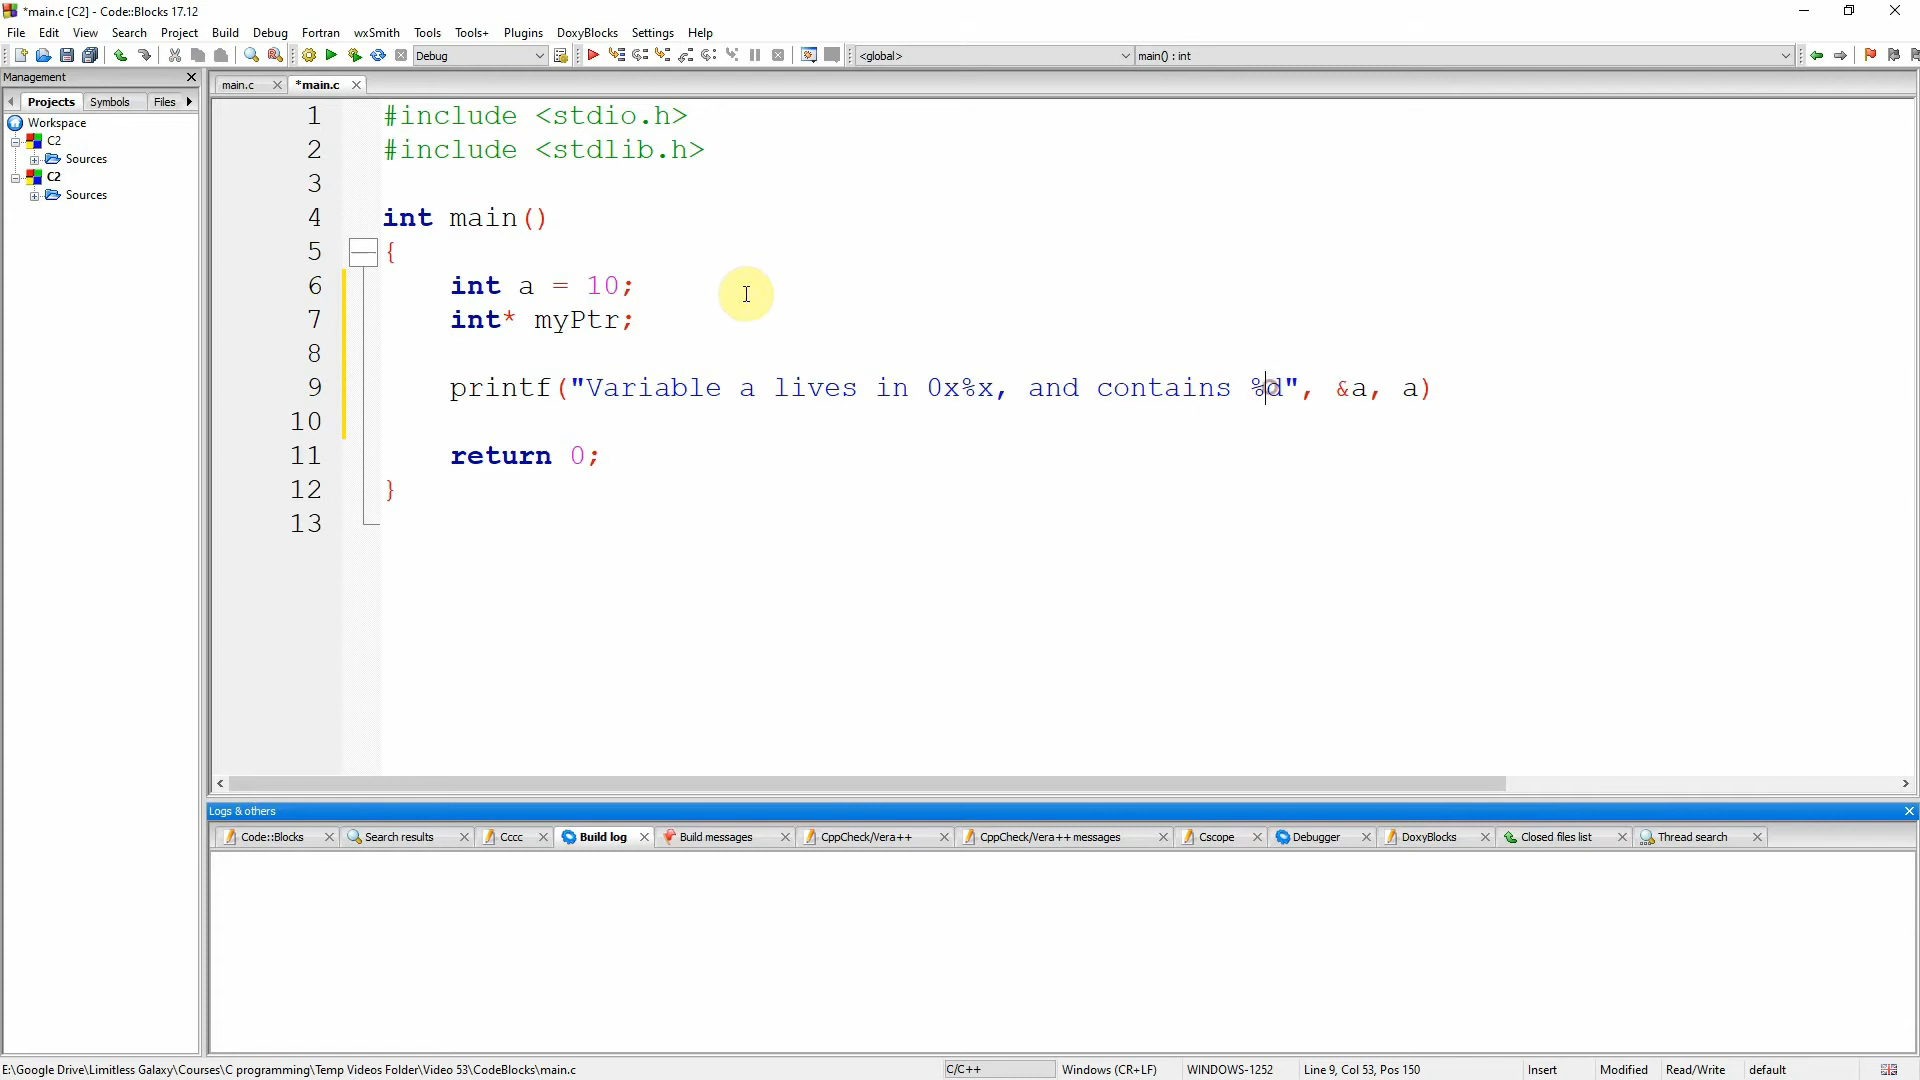 *main.c [C2] - Code::Blocks 17.12
File Edit View Search Project Build Debug Fortran wxSmith Tools Tools+ Plugins DoxyBlocks Settings Help
Debug <global> main() : int
Management
Projects Symbols Files
main.c *main.c
Workspace
C2
Sources
C2
Sources
1 #include <stdio.h>
2 #include <stdlib.h>
3
4 int main()
5 {
6 int a = 10;
7 int* myPtr;
8
9 printf("Variable a lives in 0x%x, and contains %d", &a, a)
10
11 return 0;
12 }
13
Logs & others
Code::Blocks Search results Cccc Build log Build messages CppCheck/Vera++ CppCheck/Vera++ messages Cscope Debugger DoxyBlocks Closed files list Thread search
E:\Google Drive\Limitless Galaxy\Courses\C programming\Temp Videos Folder\Video 53\CodeBlocks\main.c C/C++ Windows (CR+LF) WINDOWS-1252 Line 9, Col 53, Pos 150 Insert Modified Read/Write default